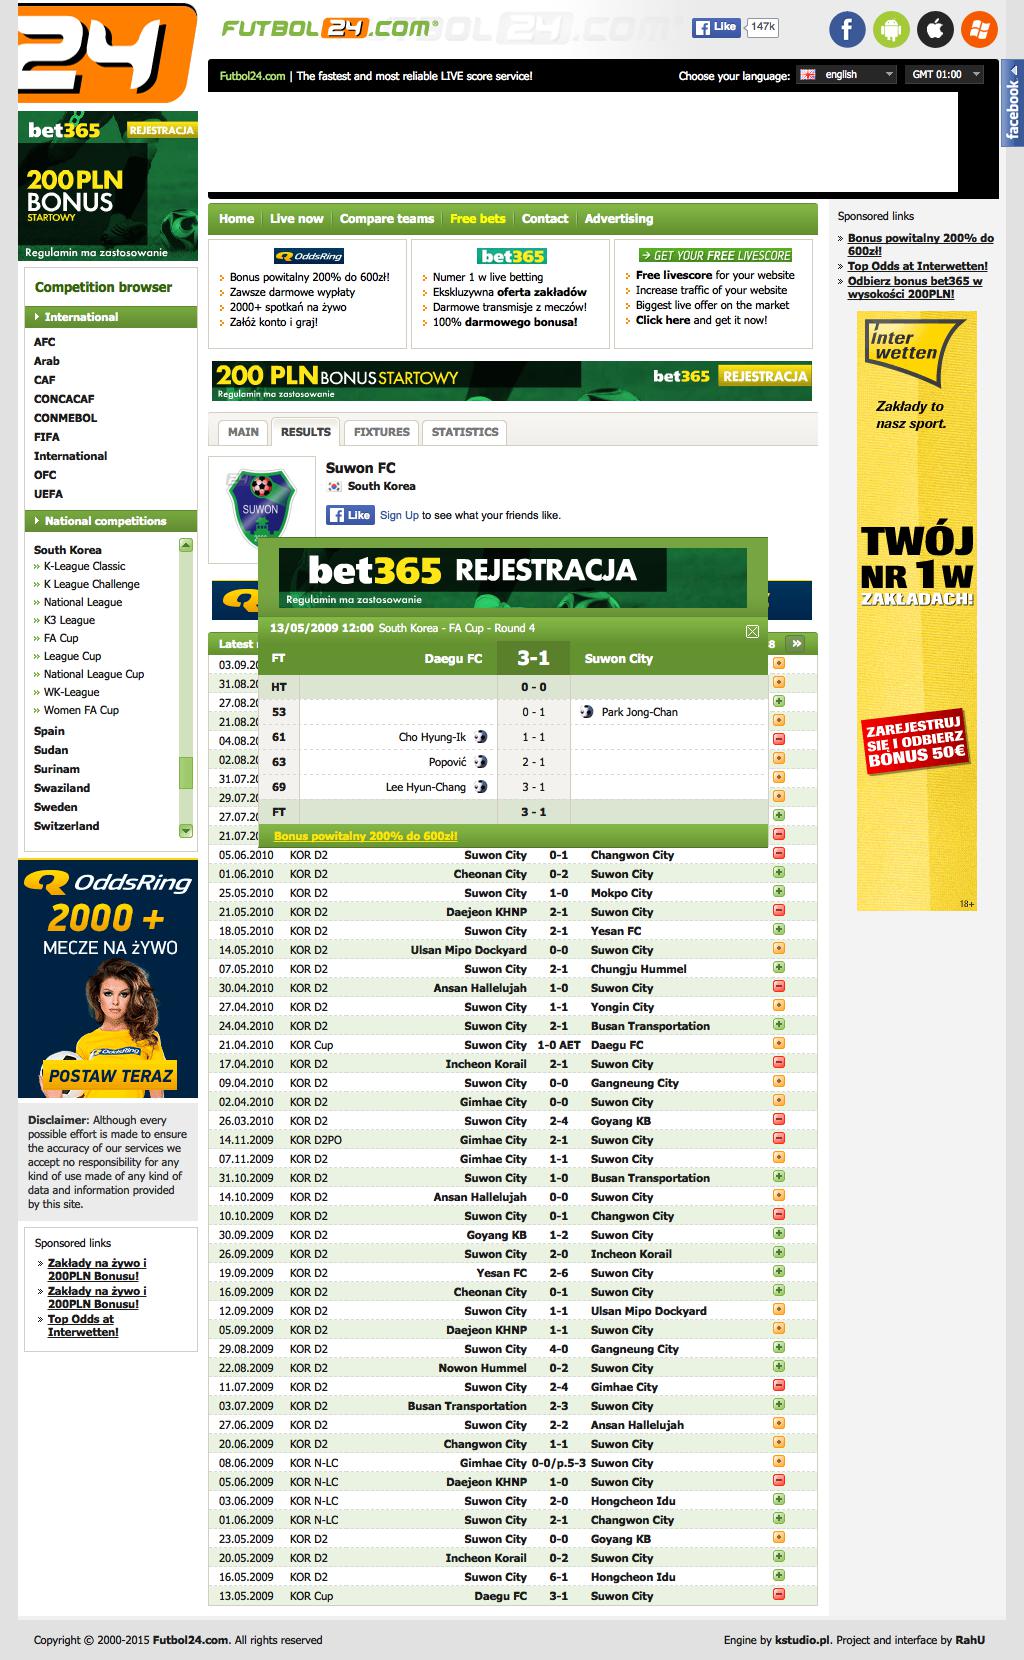 24
FUTBOL24.COM®
Like 147k
Futbol24.com | The fastest and most reliable LIVE score service!
Choose your language: english GMT 01:00
facebook
bet365 REJESTRACJA
200 PLN
BONUS
STARTOWY
Regulamin ma zastosowanie
Home Live now Compare teams Free bets Contact Advertising
OddsRing
Bonus powitalny 200% do 600zł!
Zawsze darmowe wypłaty
2000+ spotkań na żywo
Załóż konto i graj!
bet365
Numer 1 w live betting
Ekskluzywna oferta zakładów
Darmowe transmisje z meczów!
100% darmowego bonusa!
GET YOUR FREE LIVESCORE
Free livescore for your website
Increase traffic of your website
Biggest live offer on the market
Click here and get it now!
200 PLN BONUS STARTOWY
Regulamin ma zastosowanie
bet365 REJESTRACJA
Sponsored links
Bonus powitalny 200% do
600zł!
Top Odds at Interwetten!
Odbierz bonus bet365 w
wysokości 200PLN!
inter
wetten
Zakłady to
nasz sport.
TWÓJ
NR 1 W
ZAKŁADACH!
ZAREJESTRUJ
SIĘ I ODBIERZ
BONUS 50€
18+
Competition browser
International
AFC
Arab
CAF
CONCACAF
CONMEBOL
FIFA
International
OFC
UEFA
National competitions
South Korea
K-League Classic
K League Challenge
National League
K3 League
FA Cup
League Cup
National League Cup
WK-League
Women FA Cup
Spain
Sudan
Surinam
Swaziland
Sweden
Switzerland
MAIN RESULTS FIXTURES STATISTICS
Suwon FC
South Korea
SUWON
Like Sign Up to see what your friends like.
bet365 REJESTRACJA
Regulamin ma zastosowanie
13/05/2009 12:00 South Korea - FA Cup - Round 4
FT Daegu FC 3-1 Suwon City
HT 0 - 0
53 0 - 1 Park Jong-Chan
61 Cho Hyung-Ik 1 - 1
63 Popović 2 - 1
69 Lee Hyun-Chang 3 - 1
FT 3 - 1
Bonus powitalny 200% do 600zł!
Latest
8 »
03.09.20
31.08.20
27.08.20
21.08.20
04.08.20
02.08.20
31.07.20
29.07.20
27.07.20
21.07.20
05.06.2010 KOR D2 Suwon City 0-1 Changwon City
01.06.2010 KOR D2 Cheonan City 0-2 Suwon City
25.05.2010 KOR D2 Suwon City 1-0 Mokpo City
21.05.2010 KOR D2 Daejeon KHNP 2-1 Suwon City
18.05.2010 KOR D2 Suwon City 2-1 Yesan FC
14.05.2010 KOR D2 Ulsan Mipo Dockyard 0-0 Suwon City
07.05.2010 KOR D2 Suwon City 2-1 Chungju Hummel
30.04.2010 KOR D2 Ansan Hallelujah 1-0 Suwon City
27.04.2010 KOR D2 Suwon City 1-1 Yongin City
24.04.2010 KOR D2 Suwon City 2-1 Busan Transportation
21.04.2010 KOR Cup Suwon City 1-0 AET Daegu FC
17.04.2010 KOR D2 Incheon Korail 2-1 Suwon City
09.04.2010 KOR D2 Suwon City 0-0 Gangneung City
02.04.2010 KOR D2 Gimhae City 0-0 Suwon City
26.03.2010 KOR D2 Suwon City 2-4 Goyang KB
14.11.2009 KOR D2PO Gimhae City 2-1 Suwon City
07.11.2009 KOR D2 Gimhae City 1-1 Suwon City
31.10.2009 KOR D2 Suwon City 1-0 Busan Transportation
14.10.2009 KOR D2 Ansan Hallelujah 0-0 Suwon City
10.10.2009 KOR D2 Suwon City 0-1 Changwon City
30.09.2009 KOR D2 Goyang KB 1-2 Suwon City
26.09.2009 KOR D2 Suwon City 2-0 Incheon Korail
19.09.2009 KOR D2 Yesan FC 2-6 Suwon City
16.09.2009 KOR D2 Cheonan City 0-1 Suwon City
12.09.2009 KOR D2 Suwon City 1-1 Ulsan Mipo Dockyard
05.09.2009 KOR D2 Daejeon KHNP 1-1 Suwon City
29.08.2009 KOR D2 Suwon City 4-0 Gangneung City
22.08.2009 KOR D2 Nowon Hummel 0-2 Suwon City
11.07.2009 KOR D2 Suwon City 2-4 Gimhae City
03.07.2009 KOR D2 Busan Transportation 2-3 Suwon City
27.06.2009 KOR D2 Suwon City 2-2 Ansan Hallelujah
20.06.2009 KOR D2 Changwon City 1-1 Suwon City
08.06.2009 KOR N-LC Gimhae City 0-0/p.5-3 Suwon City
05.06.2009 KOR N-LC Daejeon KHNP 1-0 Suwon City
03.06.2009 KOR N-LC Suwon City 2-0 Hongcheon Idu
01.06.2009 KOR N-LC Suwon City 2-1 Changwon City
23.05.2009 KOR D2 Suwon City 0-0 Goyang KB
20.05.2009 KOR D2 Incheon Korail 0-2 Suwon City
16.05.2009 KOR D2 Suwon City 6-1 Hongcheon Idu
13.05.2009 KOR Cup Daegu FC 3-1 Suwon City
OddsRing
2000 +
MECZE NA żYWO
OddsRing
POSTAW TERAZ
Disclaimer: Although every
possible effort is made to ensure
the accuracy of our services we
accept no responsibility for any
kind of use made of any kind of
data and information provided
by this site.
Sponsored links
Zakłady na żywo i
200PLN Bonusu!
Zakłady na żywo i
200PLN Bonusu!
Top Odds at
Interwetten!
Copyright © 2000-2015 Futbol24.com. All rights reserved
Engine by kstudio.pl. Project and interface by RahU